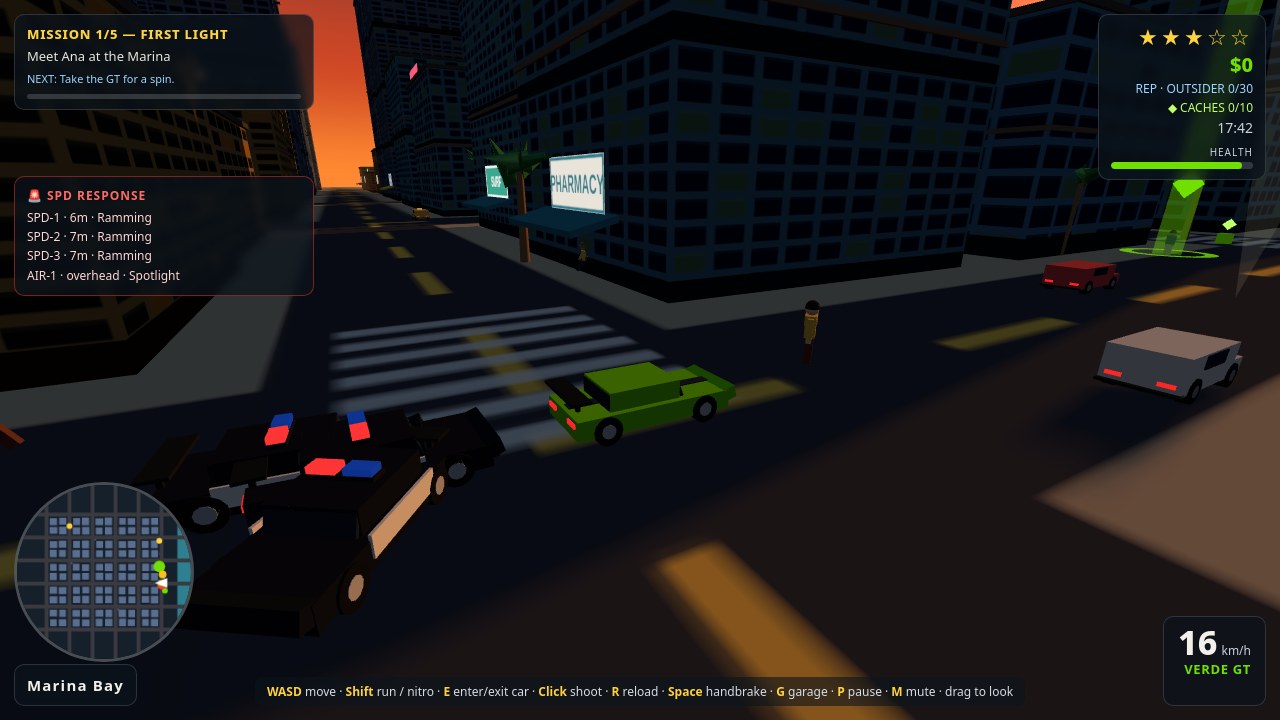 MISSION 1/5 — FIRST LIGHT
Meet Ana at the Marina
NEXT: Take the GT for a spin.
🚨 SPD RESPONSE
SPD-1 · 6m · Ramming
SPD-2 · 7m · Ramming
SPD-3 · 7m · Ramming
AIR-1 · overhead · Spotlight
SURF
PHARMACY
★★★☆☆
$0
REP · OUTSIDER 0/30
◆ CACHES 0/10
17:42
HEALTH
Marina Bay
WASD move · Shift run / nitro · E enter/exit car · Click shoot · R reload · Space handbrake · G garage · P pause · M mute · drag to look
16 km/h
VERDE GT